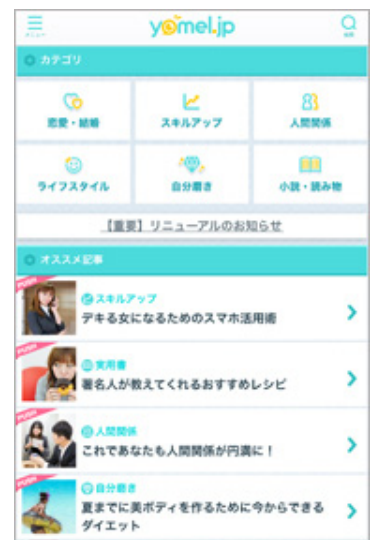 メニュー
yomel.jp
検索
カテゴリ
恋愛・結婚
スキルアップ
人間関係
ライフスタイル
自分磨き
小説・読み物
【重要】リニューアルのお知らせ
オススメ記事
PUSH
スキルアップ
デキる女になるためのスマホ活用術
PUSH
実用書
著名人が教えてくれるおすすめレシピ
PUSH
人間関係
これであなたも人間関係が円満に！
PUSH
自分磨き
夏までに美ボディを作るために今からできる
ダイエット